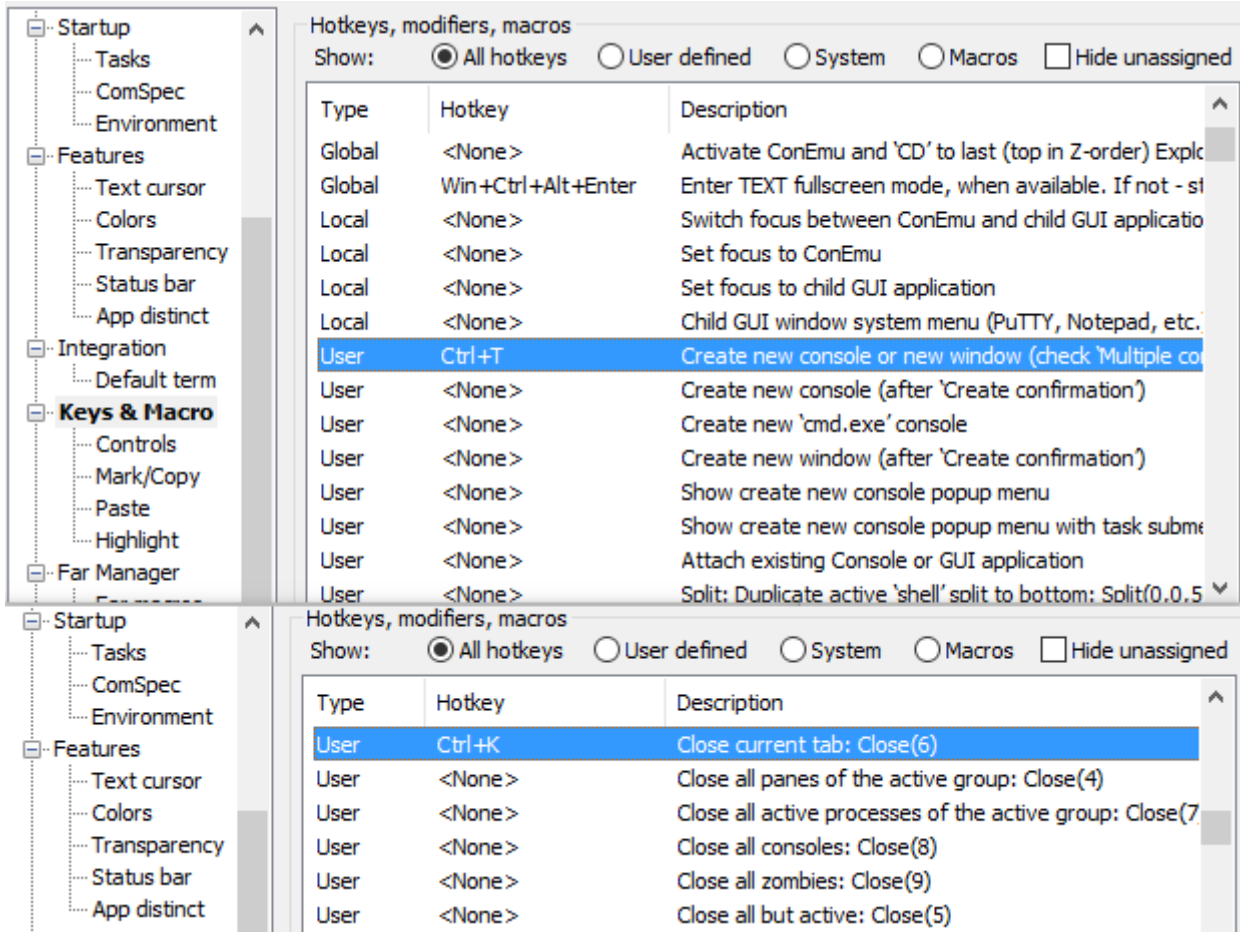 Startup
Tasks
ComSpec
Environment
Features
Text cursor
Colors
Transparency
Status bar
App distinct
Integration
Default term
Keys & Macro
Controls
Mark/Copy
Paste
Highlight
Far Manager
Far macros
Hotkeys, modifiers, macros
Show: All hotkeys User defined System Macros Hide unassigned
Type Hotkey Description
Global <None> Activate ConEmu and 'CD' to last (top in Z-order) Explo
Global Win+Ctrl+Alt+Enter Enter TEXT fullscreen mode, when available. If not - st
Local <None> Switch focus between ConEmu and child GUI applicatio
Local <None> Set focus to ConEmu
Local <None> Set focus to child GUI application
Local <None> Child GUI window system menu (PuTTY, Notepad, etc.)
User Ctrl+T Create new console or new window (check 'Multiple co
User <None> Create new console (after 'Create confirmation')
User <None> Create new 'cmd.exe' console
User <None> Create new window (after 'Create confirmation')
User <None> Show create new console popup menu
User <None> Show create new console popup menu with task subme
User <None> Attach existing Console or GUI application
User <None> Split: Duplicate active 'shell' split to bottom: Split(0,0,5
Startup
Tasks
ComSpec
Environment
Features
Text cursor
Colors
Transparency
Status bar
App distinct
Hotkeys, modifiers, macros
Show: All hotkeys User defined System Macros Hide unassigned
Type Hotkey Description
User Ctrl+K Close current tab: Close(6)
User <None> Close all panes of the active group: Close(4)
User <None> Close all active processes of the active group: Close(7
User <None> Close all consoles: Close(8)
User <None> Close all zombies: Close(9)
User <None> Close all but active: Close(5)